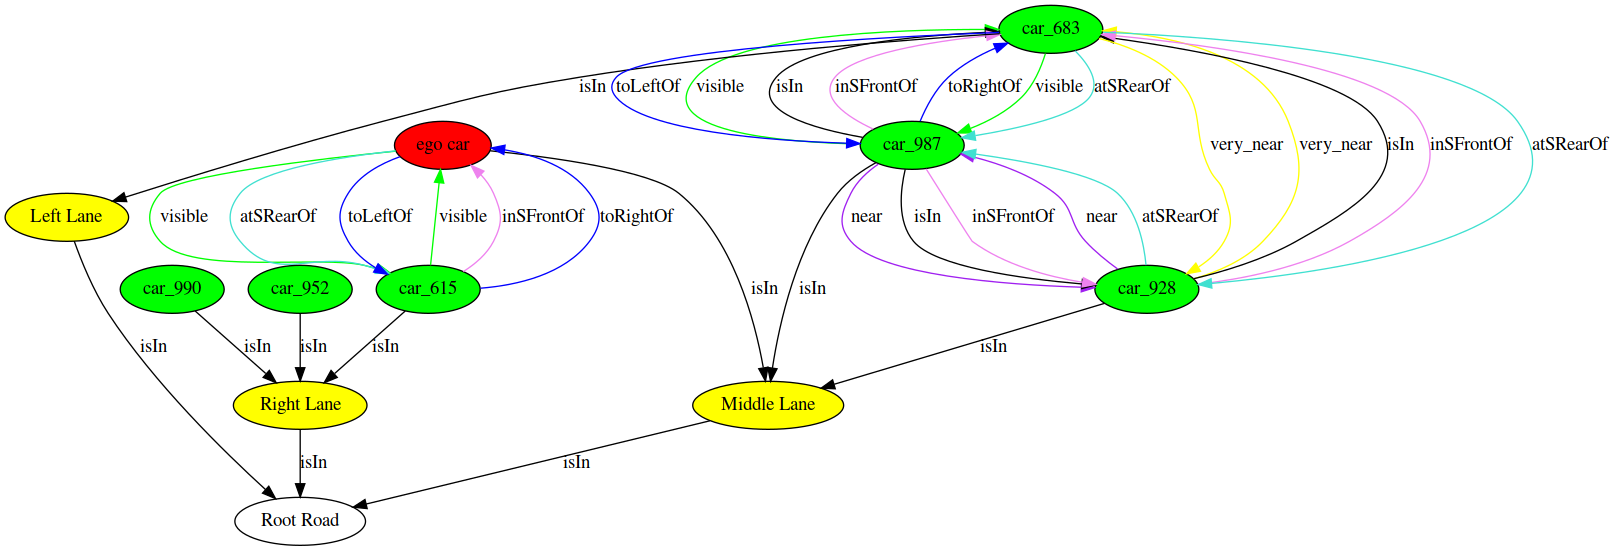 car_683
isIn
toLeftOf
visible
isIn
inSFrontOf
toRightOf
visible
atSRearOf
ego car
car_987
very_near
very_near
isIn
inSFrontOf
atSRearOf
Left Lane
visible
atSRearOf
toLeftOf
visible
inSFrontOf
toRightOf
near
isIn
inSFrontOf
near
atSRearOf
car_990
car_952
car_615
isIn
isIn
car_928
isIn
isIn
isIn
isIn
isIn
Right Lane
Middle Lane
isIn
isIn
Root Road